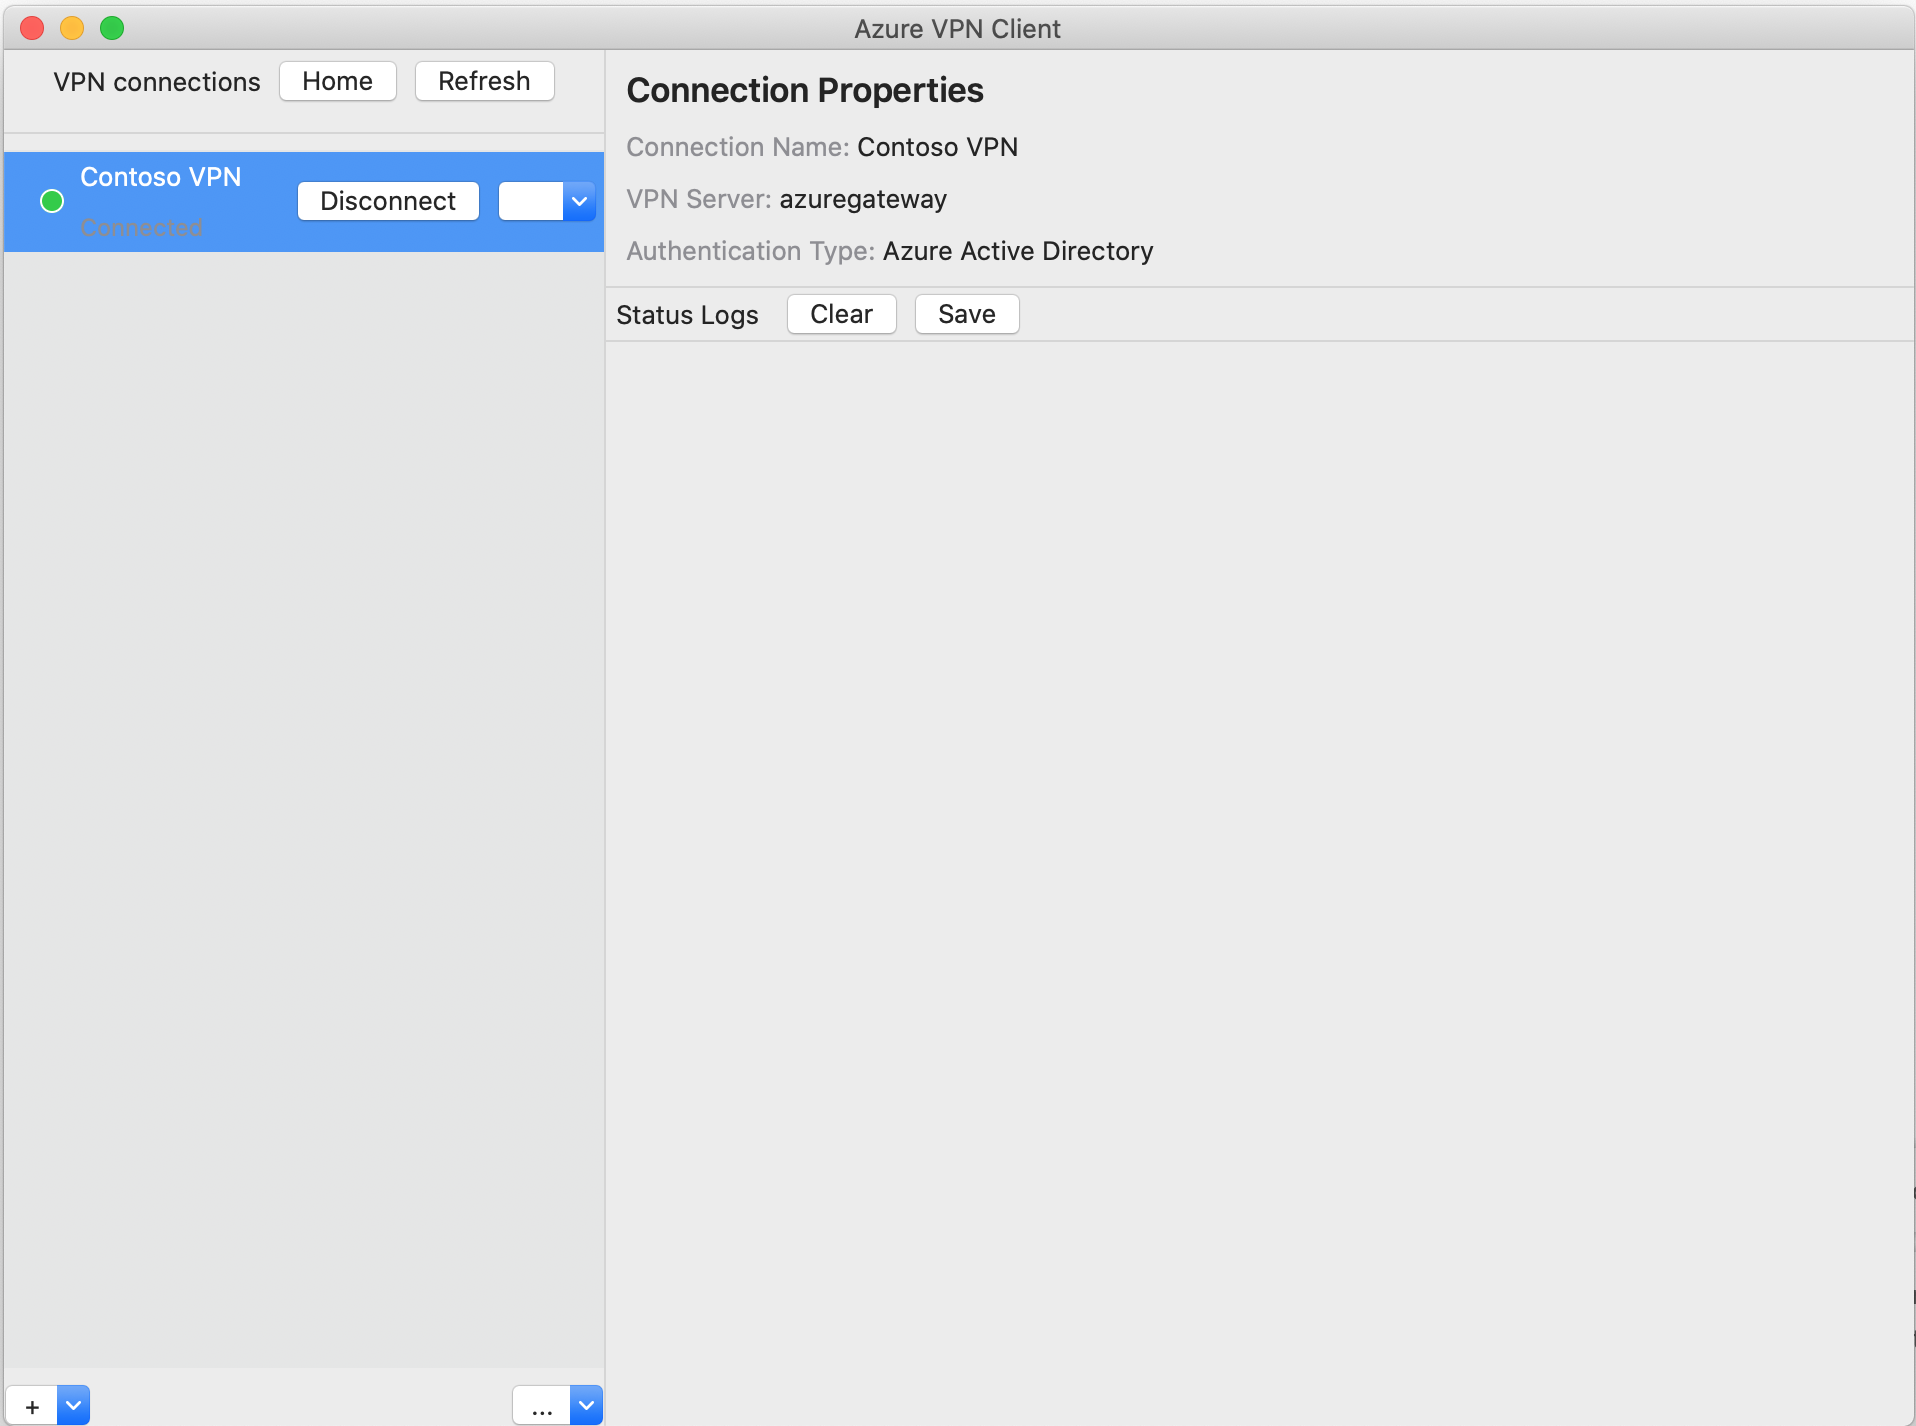 Azure VPN Client
VPN connections Home Refresh
Contoso VPN
Connected
Disconnect
Connection Properties
Connection Name: Contoso VPN
VPN Server: azuregateway
Authentication Type: Azure Active Directory
Status Logs Clear Save
+
...